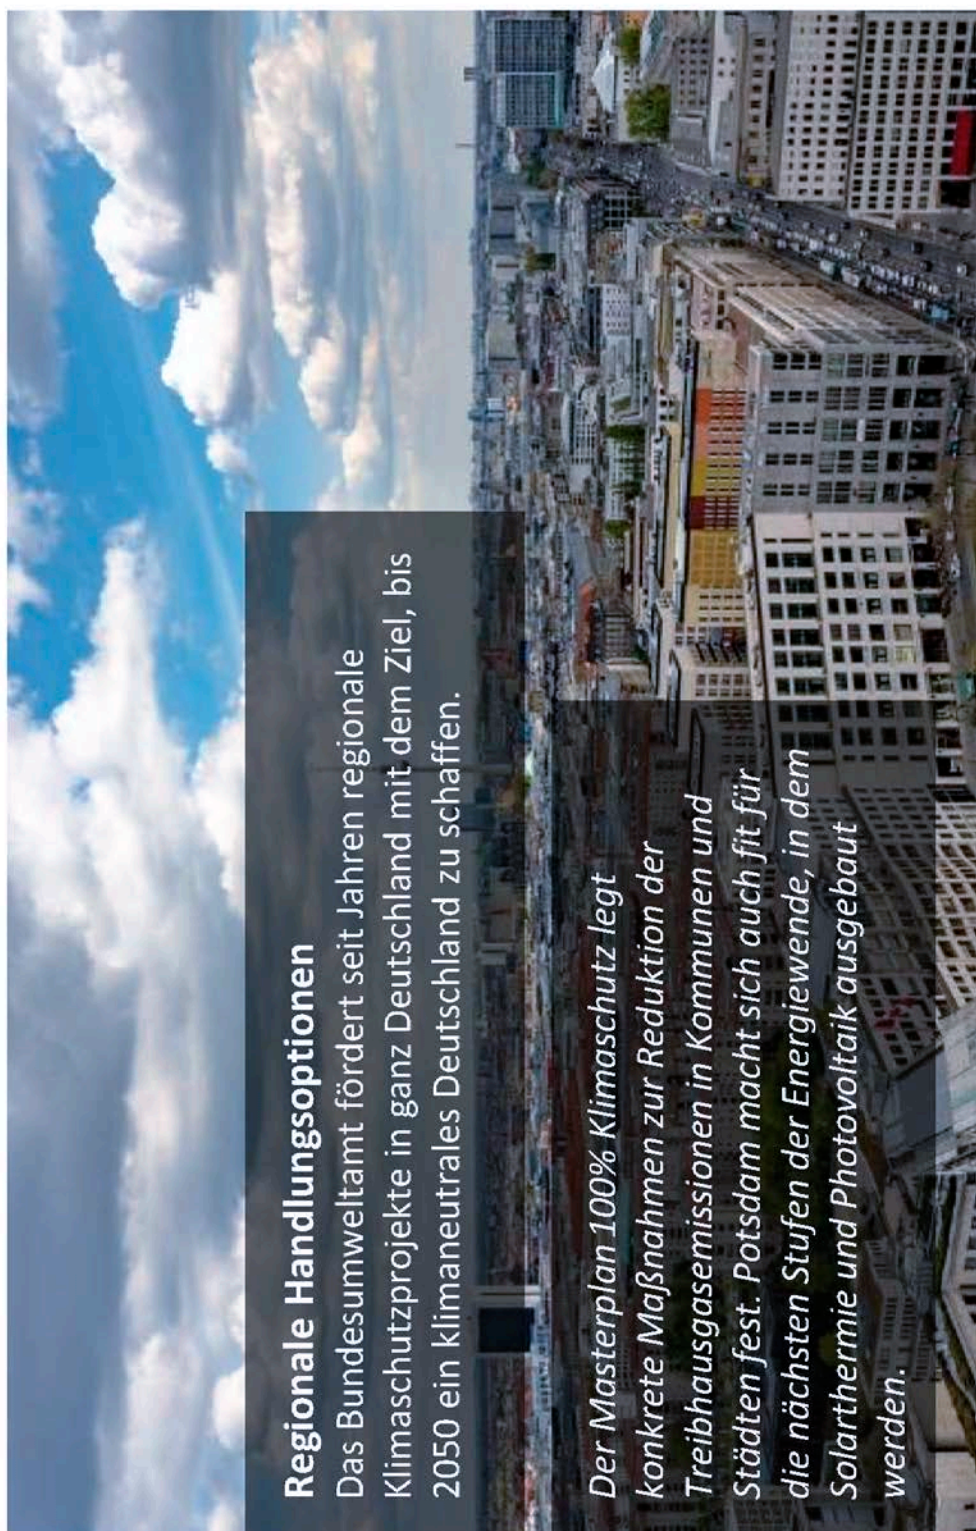 Regionale Handlungsoptionen
Das Bundesumweltamt fördert seit Jahren regionale
Klimaschutzprojekte in ganz Deutschland mit dem Ziel, bis
2050 ein klimaneutrales Deutschland zu schaffen.
Der Masterplan 100% Klimaschutz legt
konkrete Maßnahmen zur Reduktion der
Treibhausgasemissionen in Kommunen und
Städten fest. Potsdam macht sich auch fit für
die nächsten Stufen der Energiewende, in dem
Solarthermie und Photovoltaik ausgebaut
werden.